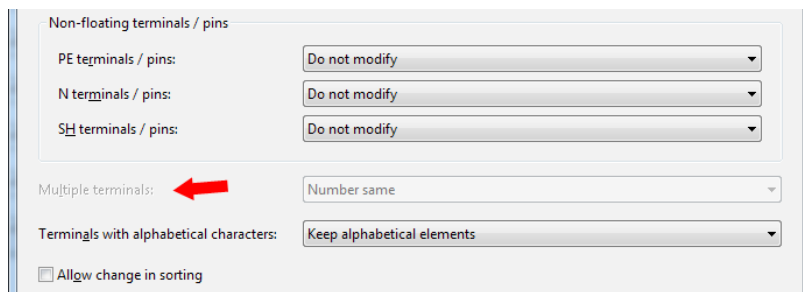 Non-floating terminals / pins
PE terminals / pins: Do not modify
N terminals / pins: Do not modify
SH terminals / pins: Do not modify
Multiple terminals: Number same
Terminals with alphabetical characters: Keep alphabetical elements
Allow change in sorting